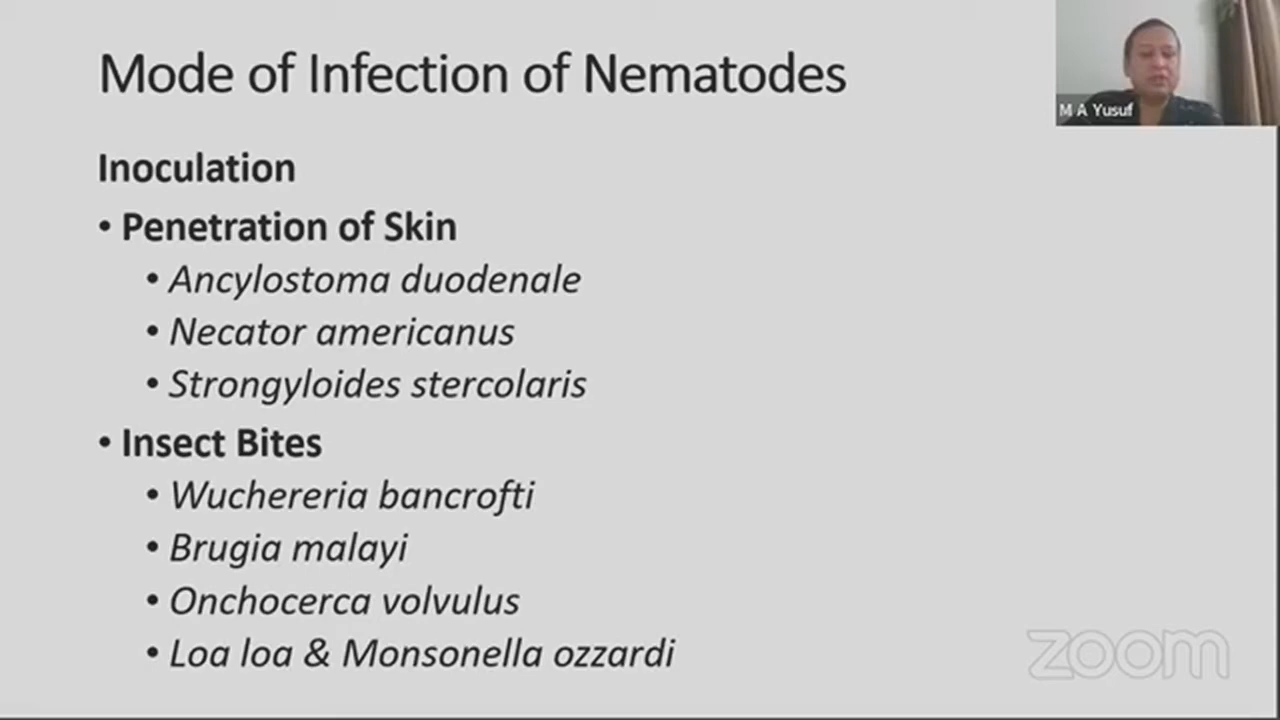 Mode of Infection of Nematodes
M A Yusuf
Inoculation
• Penetration of Skin
• Ancylostoma duodenale
• Necator americanus
• Strongyloides stercolaris
• Insect Bites
• Wuchereria bancrofti
• Brugia malayi
• Onchocerca volvulus
• Loa loa & Monsonella ozzardi
zoom